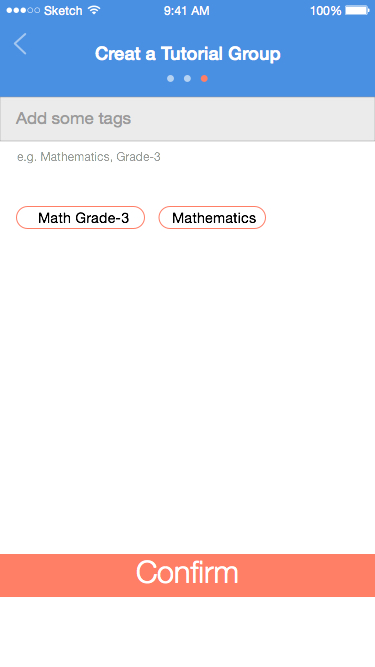 Sketch 9:41 AM 100%
Creat a Tutorial Group
Add some tags
e.g. Mathematics, Grade-3
Math Grade-3 Mathematics
Confirm